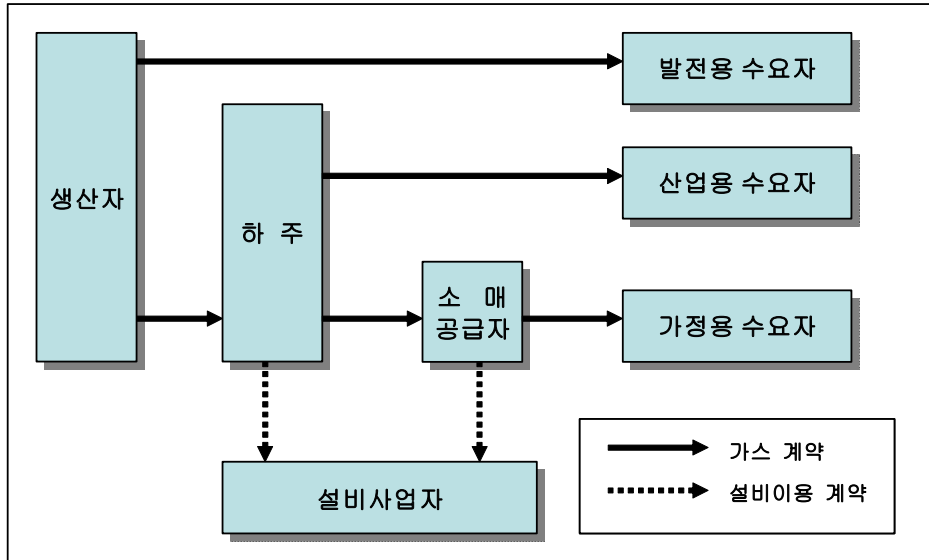 발전용 수요자
생산자
하 주
산업용 수요자
소 매
공급자
가정용 수요자
설비사업자
가스 계약
설비이용 계약